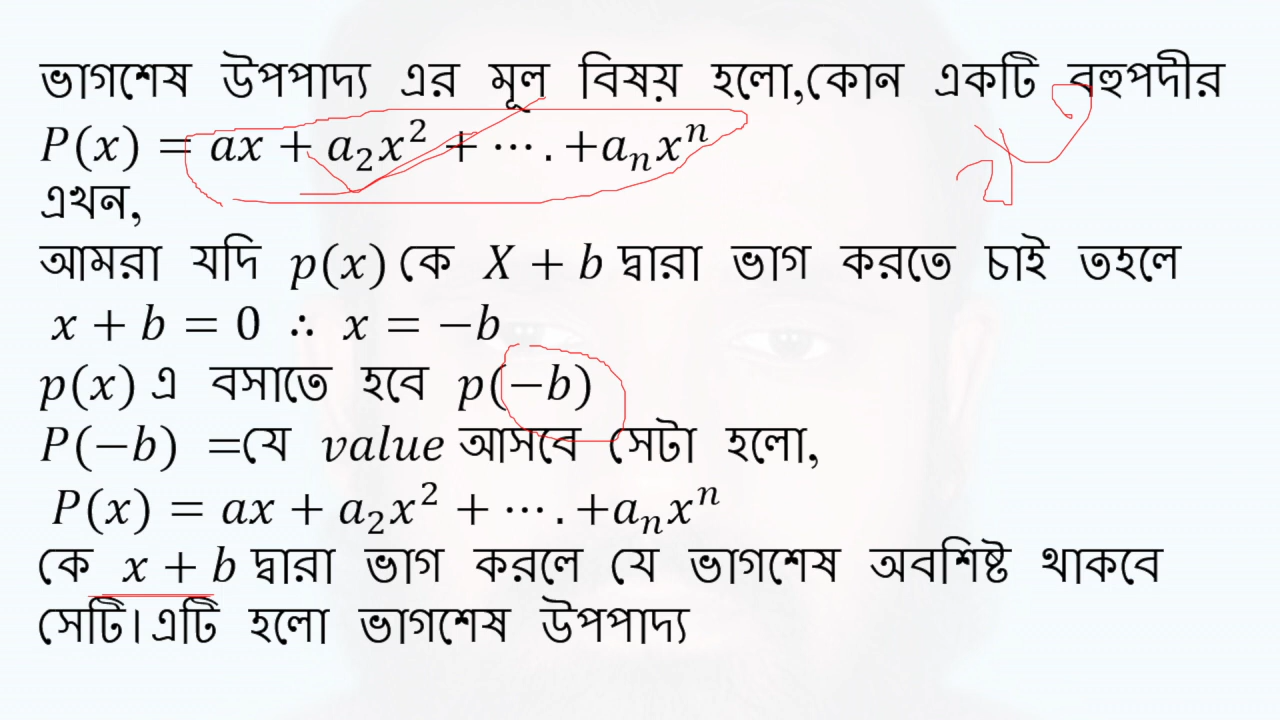 ভাগশেষ উপপাদ্য এর মূল বিষয় হলো,কোন একটি বহুপদীর
P(x) = ax + a₂x² + ⋯ . +aₙxⁿ
এখন,
আমরা যদি p(x) কে X + b দ্বারা ভাগ করতে চাই তহলে
x + b = 0 ∴ x = −b
p(x) এ বসাতে হবে p(−b)
P(−b) =যে value আসবে সেটা হলো,
P(x) = ax + a₂x² + ⋯ . +aₙxⁿ
কে x + b দ্বারা ভাগ করলে যে ভাগশেষ অবশিষ্ট থাকবে
সেটি। এটি হলো ভাগশেষ উপপাদ্য